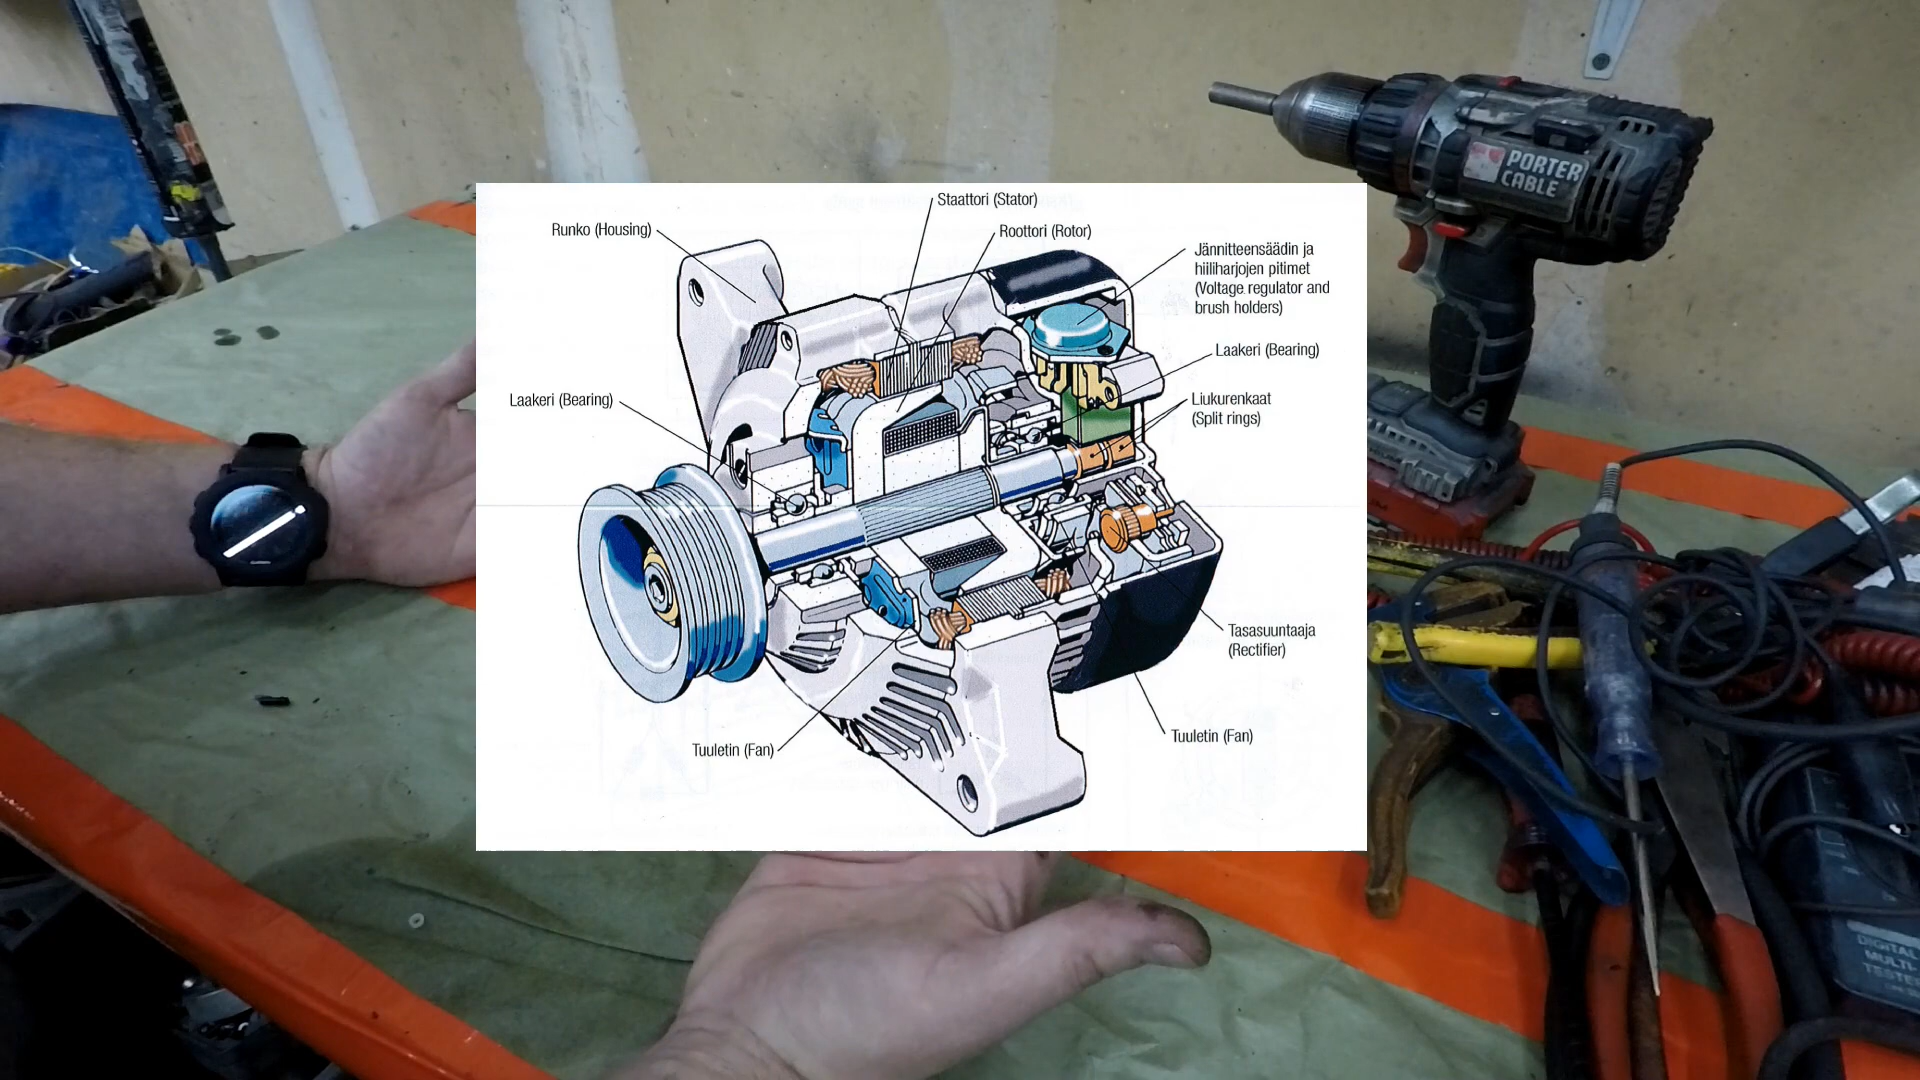 Staattori (Stator)
Runko (Housing)
Roottori (Rotor)
Jännitteensäädin ja
hiiliharjojen pitimet
(Voltage regulator and
brush holders)
Laakeri (Bearing)
Laakeri (Bearing)
Liukurenkaat
(Split rings)
Tasasuuntaaja
(Rectifier)
Tuuletin (Fan)
Tuuletin (Fan)
PORTER
CABLE
DIGITAL
MULTI-
TESTER